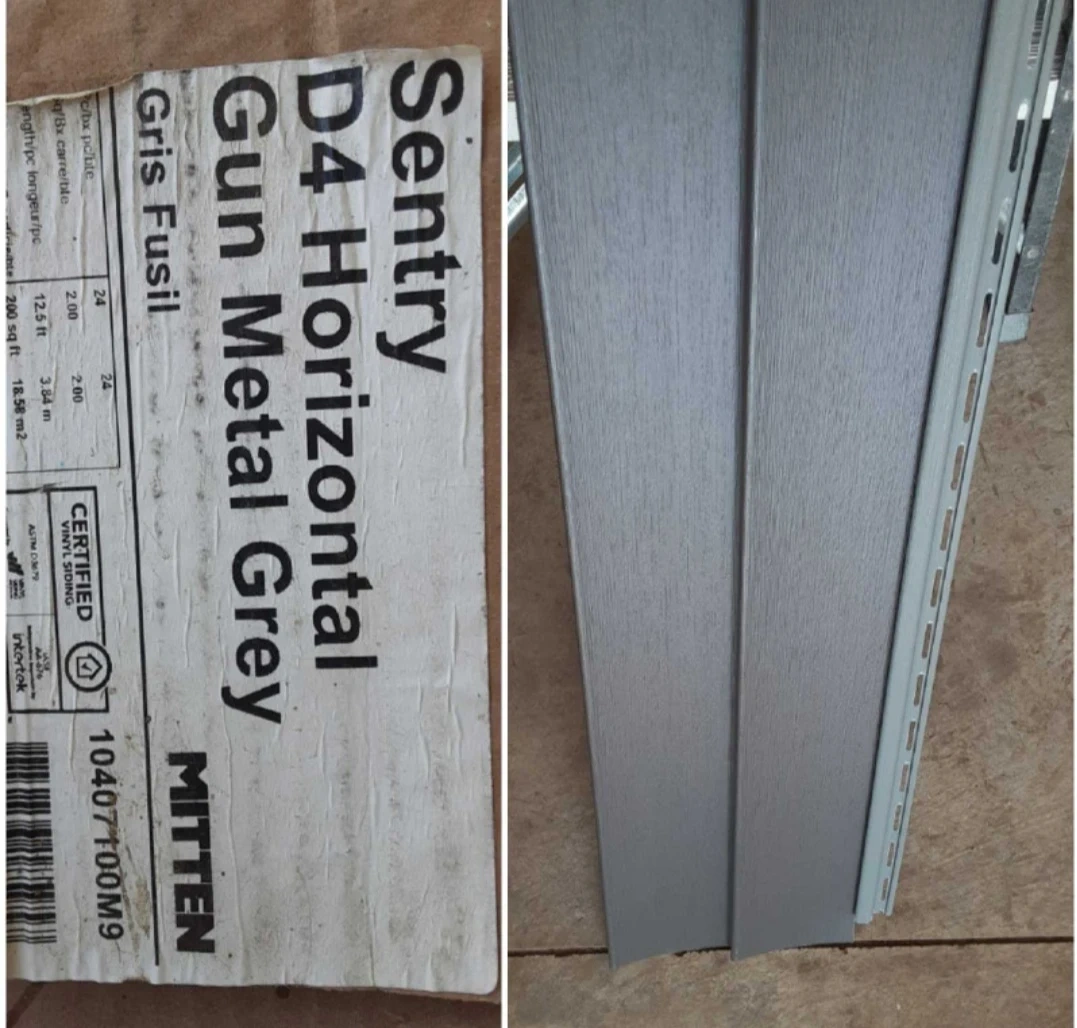 Sentry
D4 Horizontal
Gun Metal Grey
Gris Fusil
MITTEN
24 24
2.00 2.00
12.5 ft 3.84 m
200 sq ft 18.58 m2
CERTIFIED
VINYL SIDING
intertek
10407100M9